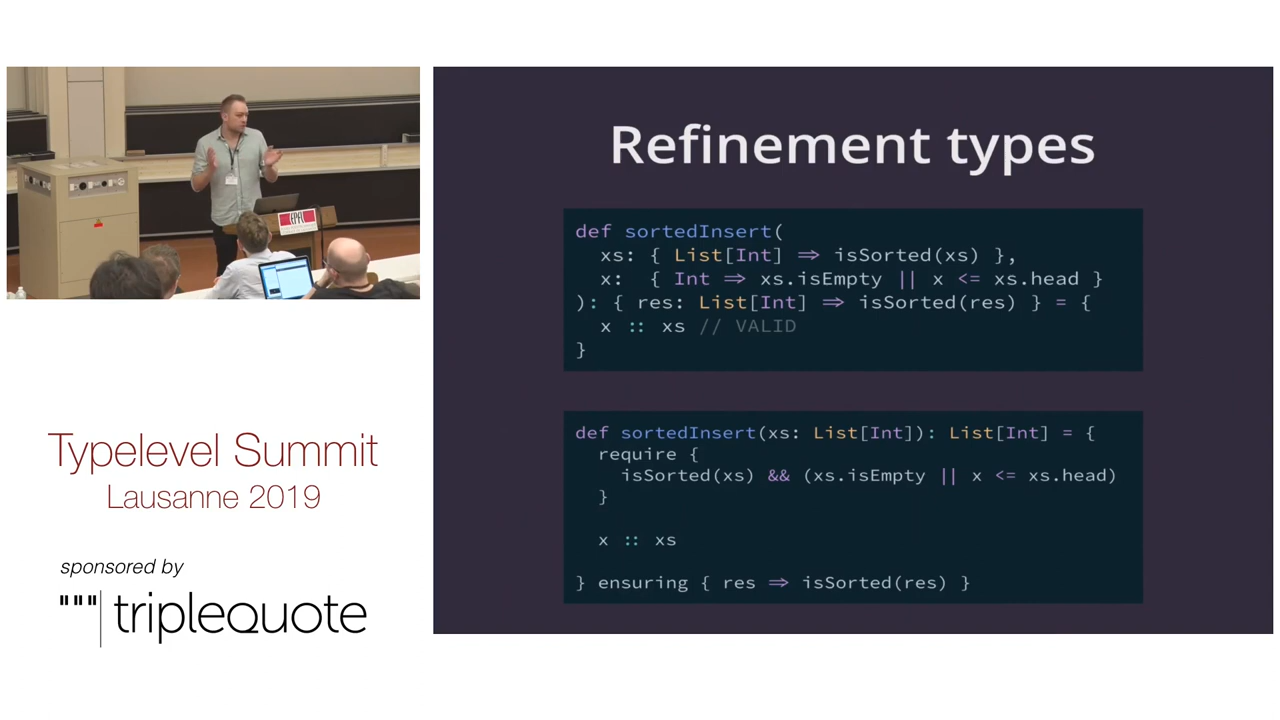 EPFL
Typelevel Summit
Lausanne 2019
sponsored by
"""|triplequote
Refinement types
def sortedInsert(
  xs: { List[Int] ⇒ isSorted(xs) },
  x:  { Int ⇒ xs.isEmpty || x <= xs.head }
): { res: List[Int] ⇒ isSorted(res) } = {
  x :: xs // VALID
}
def sortedInsert(xs: List[Int]): List[Int] = {
  require {
    isSorted(xs) && (xs.isEmpty || x <= xs.head)
  }
  x :: xs
} ensuring { res ⇒ isSorted(res) }